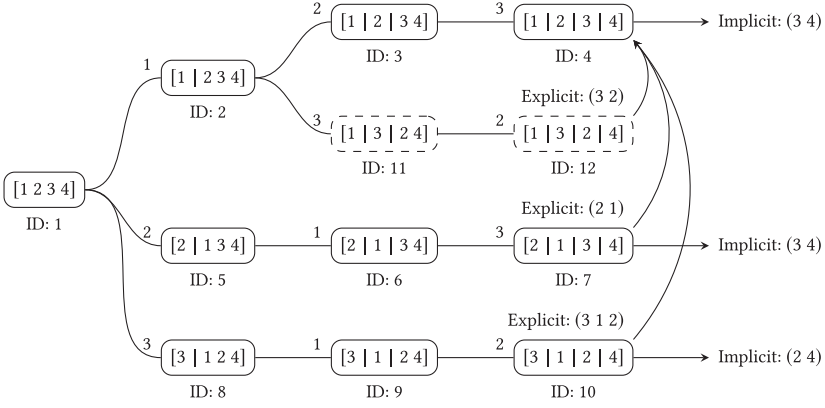 2
[1 | 2 | 3 4]
3
[1 | 2 | 3 | 4]
Implicit: (3 4)
ID: 3
ID: 4
1
[1 | 2 3 4]
ID: 2
Explicit: (3 2)
3
[1 | 3 | 2 4]
2
[1 | 3 | 2 | 4]
ID: 11
ID: 12
[1 2 3 4]
ID: 1
Explicit: (2 1)
2
[2 | 1 3 4]
1
[2 | 1 | 3 4]
3
[2 | 1 | 3 | 4]
Implicit: (3 4)
ID: 5
ID: 6
ID: 7
Explicit: (3 1 2)
3
[3 | 1 2 4]
1
[3 | 1 | 2 4]
2
[3 | 1 | 2 | 4]
Implicit: (2 4)
ID: 8
ID: 9
ID: 10